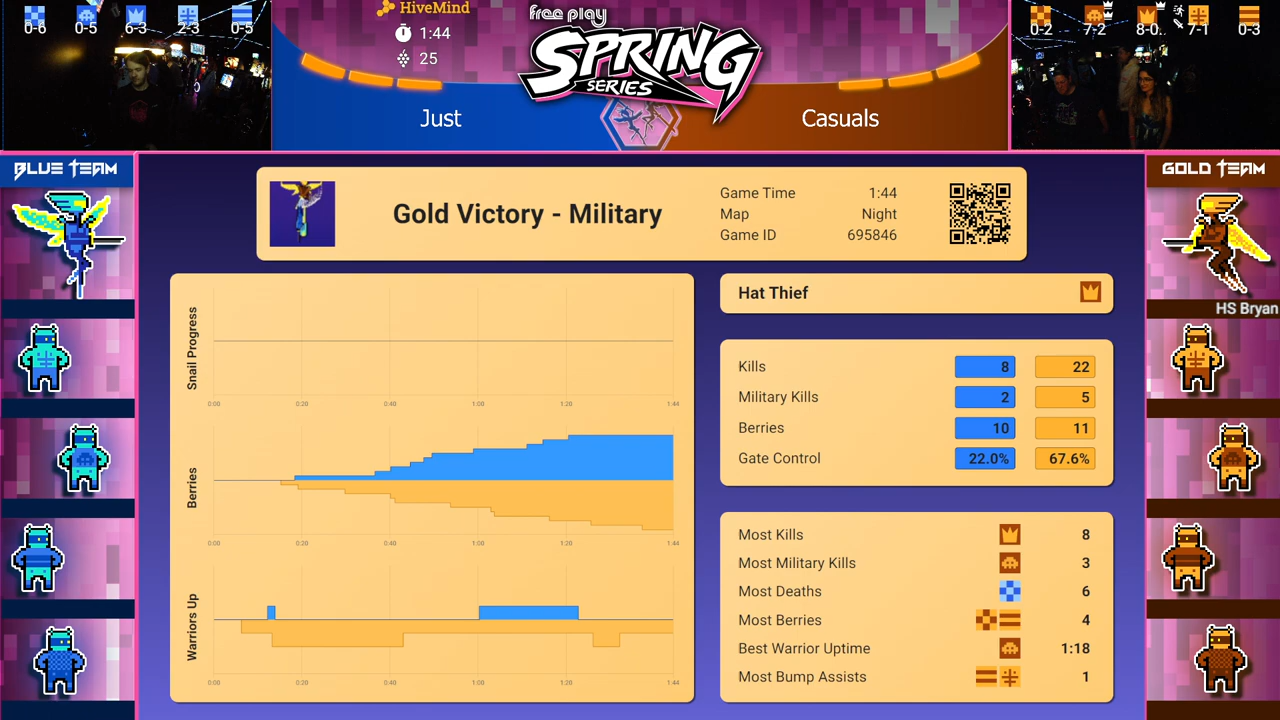 0-6 0-5 6-3 2-3 0-5
HiveMind
1:44
25
free play
SPRING
SERIES
Just
Casuals
0-2 7-2 8-0.. 7-1 0-3
BLUE TEAM
GOLD TEAM
HS Bryan
Gold Victory - Military
Game Time 1:44
Map Night
Game ID 695846
Snail Progress
0:00 0:20 0:40 1:00 1:20 1:44
Berries
0:00 0:20 0:40 1:00 1:20 1:44
Warriors Up
0:00 0:20 0:40 1:00 1:20 1:44
Hat Thief
Kills 8 22
Military Kills 2 5
Berries 10 11
Gate Control 22.0% 67.6%
Most Kills 8
Most Military Kills 3
Most Deaths 6
Most Berries 4
Best Warrior Uptime 1:18
Most Bump Assists 1